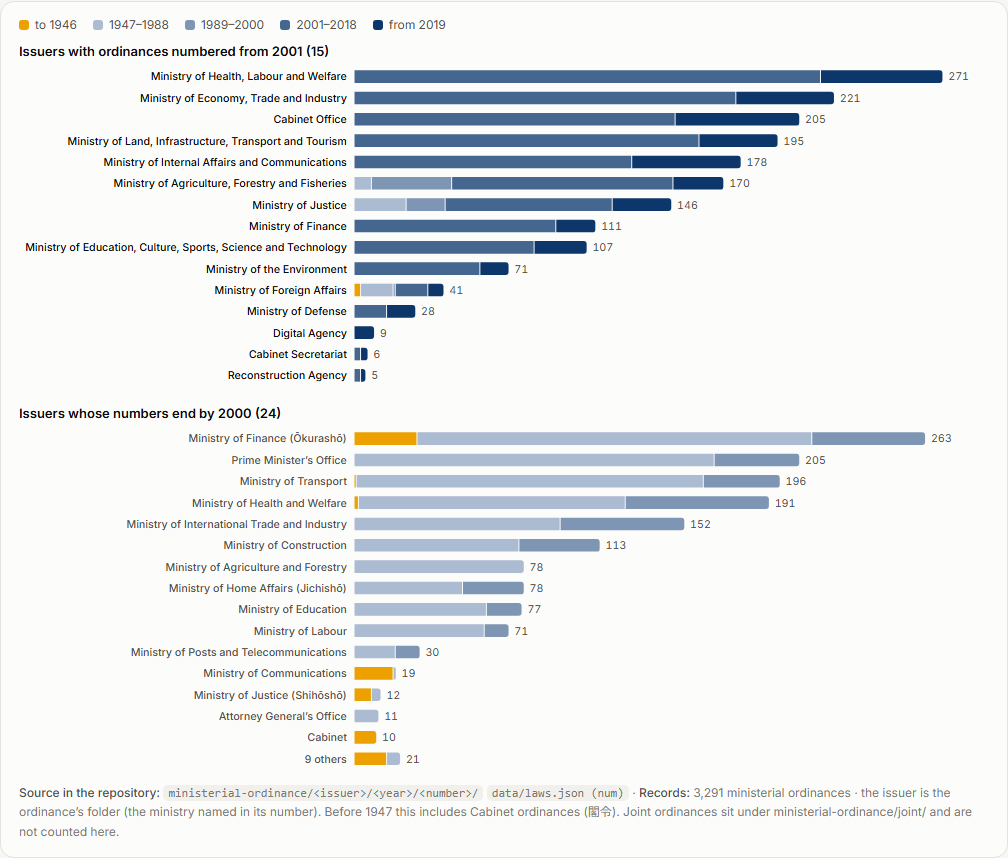 to 1946 1947–1988 1989–2000 2001–2018 from 2019
Issuers with ordinances numbered from 2001 (15)
Ministry of Health, Labour and Welfare 271
Ministry of Economy, Trade and Industry 221
Cabinet Office 205
Ministry of Land, Infrastructure, Transport and Tourism 195
Ministry of Internal Affairs and Communications 178
Ministry of Agriculture, Forestry and Fisheries 170
Ministry of Justice 146
Ministry of Finance 111
Ministry of Education, Culture, Sports, Science and Technology 107
Ministry of the Environment 71
Ministry of Foreign Affairs 41
Ministry of Defense 28
Digital Agency 9
Cabinet Secretariat 6
Reconstruction Agency 5
Issuers whose numbers end by 2000 (24)
Ministry of Finance (Ōkurashō) 263
Prime Minister’s Office 205
Ministry of Transport 196
Ministry of Health and Welfare 191
Ministry of International Trade and Industry 152
Ministry of Construction 113
Ministry of Agriculture and Forestry 78
Ministry of Home Affairs (Jichishō) 78
Ministry of Education 77
Ministry of Labour 71
Ministry of Posts and Telecommunications 30
Ministry of Communications 19
Ministry of Justice (Shihōshō) 12
Attorney General’s Office 11
Cabinet 10
9 others 21
Source in the repository: ministerial-ordinance/<issuer>/<year>/<number>/ data/laws.json (num) · Records: 3,291 ministerial ordinances · the issuer is the
ordinance’s folder (the ministry named in its number). Before 1947 this includes Cabinet ordinances (閣令). Joint ordinances sit under ministerial-ordinance/joint/ and are
not counted here.